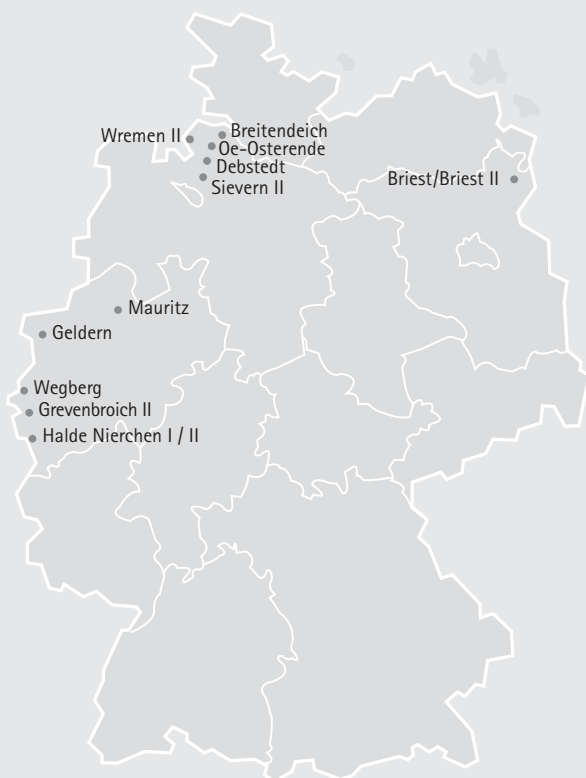 Wremen II
Breitendeich
Oe-Osterende
Debstedt
Sievern II
Briest/Briest II
Mauritz
Geldern
Wegberg
Grevenbroich II
Halde Nierchen I / II